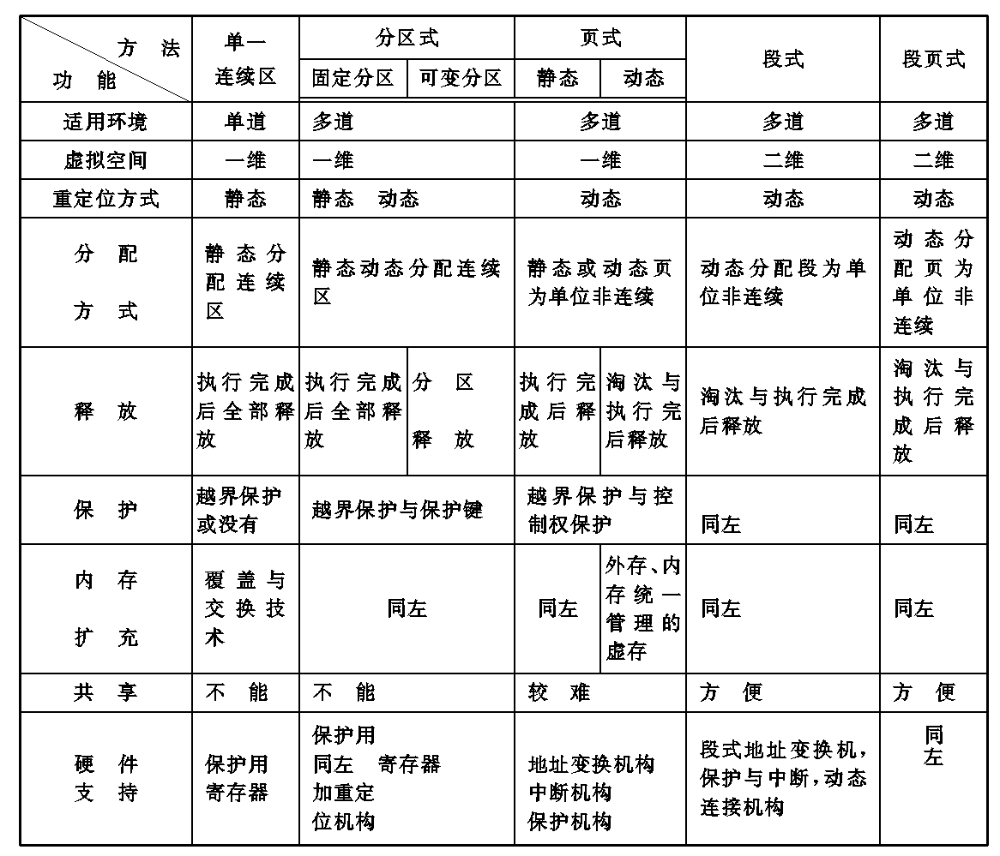 方 法
功 能
单一
连续区
分区式
固定分区 可变分区
页式
静态 动态
段式
段页式
适用环境 单道 多道 多道 多道 多道
虚拟空间 一维 一维 一维 二维 二维
重定位方式 静态 静态 动态 动态 动态 动态
分 配
方 式
静态分
配连续
区
静态动态分配连续
区
静态或动态页
为单位非连续
动态分配段为单
位非连续
动态分
配页为
单位非
连续
释 放
执行完成
后全部释
放
执行完成
后全部释
放
分 区
释 放
执行完
成后释
放
淘汰与
执行完
后释放
淘汰与执行完成
后释放
淘汰与
执行完
成后释
放
保 护
越界保护
或没有
越界保护与保护键
越界保护与控
制权保护
同左
同左
内 存
扩 充
覆盖与
交换技
术
同左
同左
外存、内
存统一
管理的
虚存
同左
同左
共 享 不 能 不 能 较 难 方 便 方 便
硬 件
支 持
保护用
寄存器
保护用
同左 寄存器
加重定
位机构
地址变换机构
中断机构
保护机构
段式地址变换机,
保护与中断,动态
连接机构
同
左